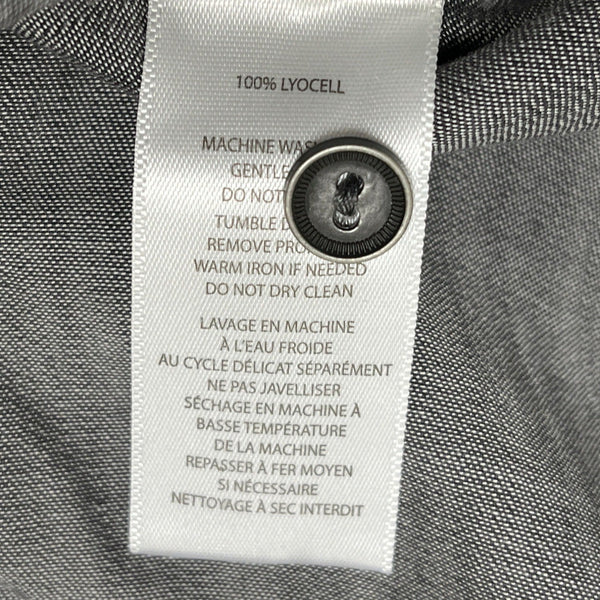 100% LYOCELL
MACHINE WAS
GENTLE
DO NOT
TUMBLE
REMOVE
WARM IRON IF NEEDED
DO NOT DRY CLEAN
LAVAGE EN MACHINE
À L'EAU FROIDE
AU CYCLE DÉLICAT SÉPARÉMENT
NE PAS JAVELLISER
SÉCHAGE EN MACHINE À
BASSE TEMPÉRATURE
DE LA MACHINE
REPASSER À FER MOYEN
SI NÉCESSAIRE
NETTOYAGE À SEC INTERDIT